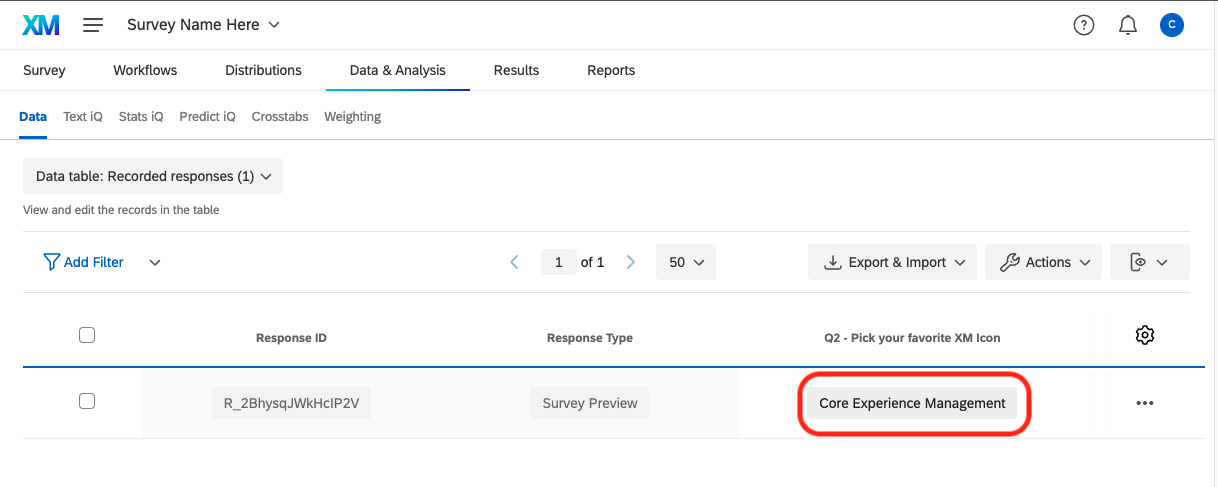 XM Survey Name Here C
Survey Workflows Distributions Data & Analysis Results Reports
Data Text iQ Stats iQ Predict iQ Crosstabs Weighting
Data table: Recorded responses (1)
View and edit the records in the table
Add Filter 1 of 1 50 Export & Import Actions
Response ID Response Type Q2 - Pick your favorite XM Icon
R_2BhysqJWkHcIP2V Survey Preview Core Experience Management